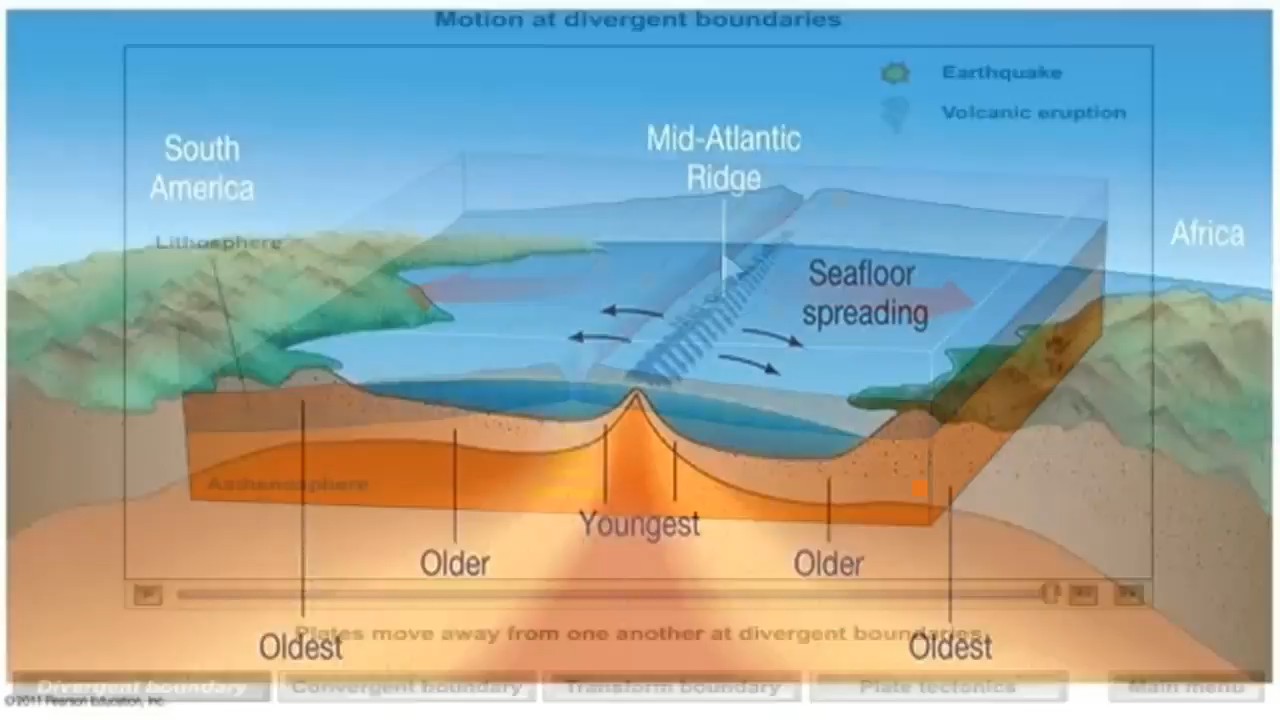 Motion at divergent boundaries
Earthquake
Volcanic eruption
South
America
Mid-Atlantic
Ridge
Africa
Lithosphere
Seafloor
spreading
Asthenosphere
Youngest
Older
Older
Plates move away from one another at divergent boundaries.
Oldest
Oldest
Divergent boundary
Convergent boundary
Transform boundary
Plate tectonics
Main menu
©2011 Pearson Education, Inc.